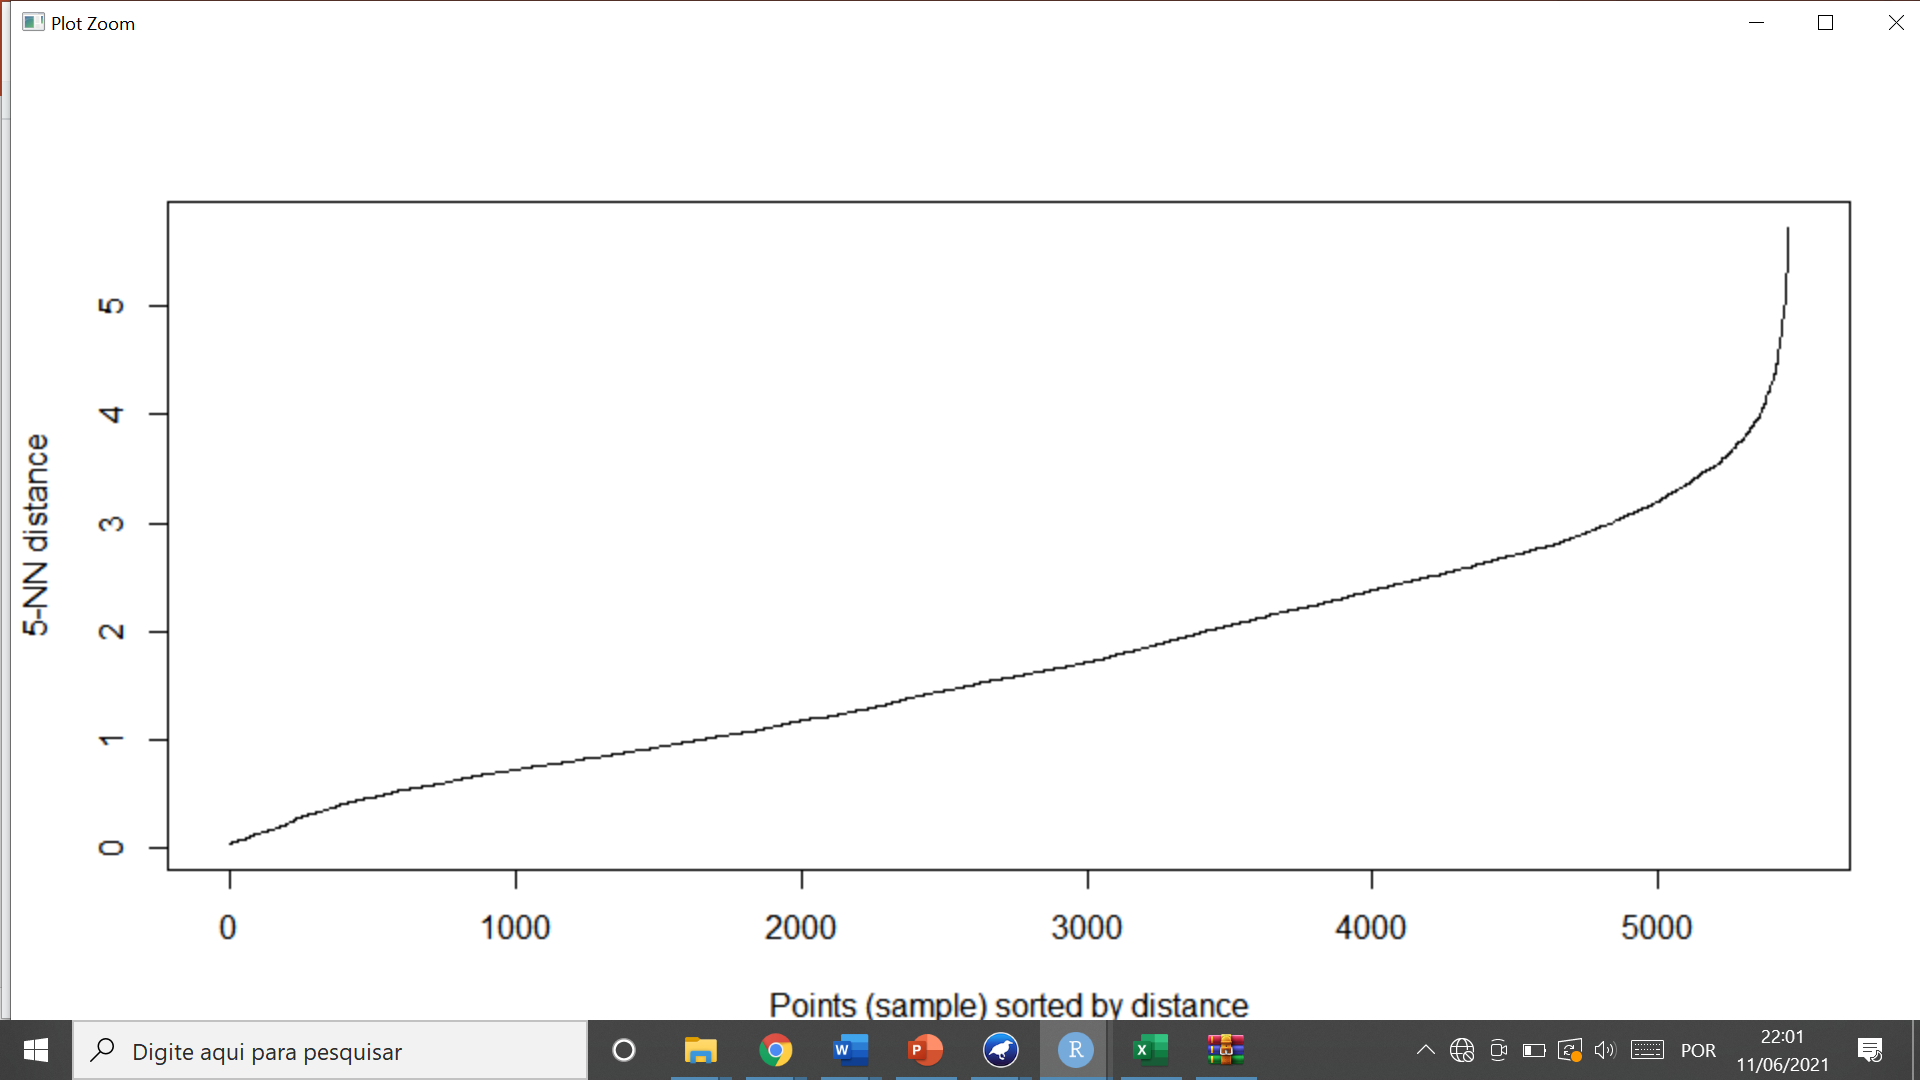 Plot Zoom
5-NN distance
5
4
3
2
1
0
0 1000 2000 3000 4000 5000
Points (sample) sorted by distance
Digite aqui para pesquisar
W
P
R
X
POR
22:01
11/06/2021